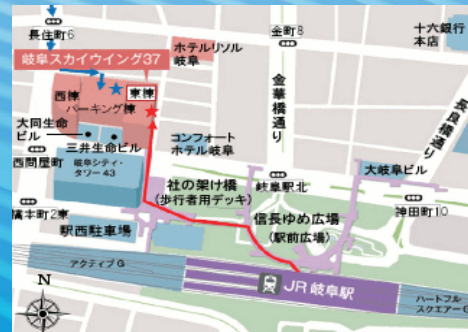 長住町6
金町8
十六銀行
本店
ホテルリソル
岐阜
岐阜スカイウイング37
東棟
西棟
パーキング棟
金華橋通り
長良橋通り
大同生命
ビル
三井生命ビル
コンフォート
ホテル岐阜
西問屋町
岐阜シティ・
タワー43
大岐阜ビル
社の架け橋
(歩行者用デッキ)
岐阜駅北
神田町10
橋本町2東
信長ゆめ広場
(駅前広場)
駅西駐車場
N
アクティブG
JR岐阜駅
ハートフル
スクエアーG